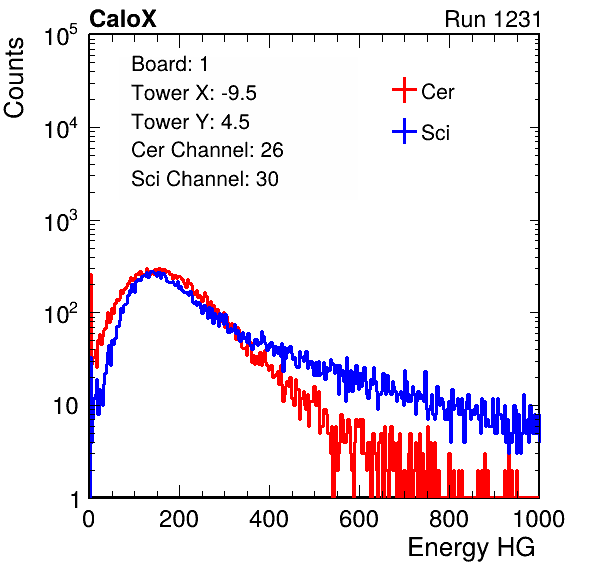 CaloX Run 1231
Counts
Board: 1
Tower X: -9.5
Tower Y: 4.5
Cer Channel: 26
Sci Channel: 30
Cer
Sci
10^5
10^4
10^3
10^2
10
1
0 200 400 600 800 1000
Energy HG